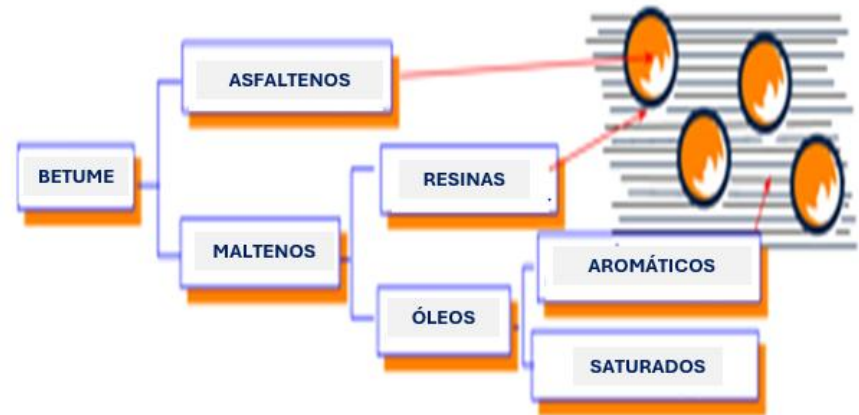 ASFALTENOS
BETUME
RESINAS
MALTENOS
AROMÁTICOS
ÓLEOS
SATURADOS